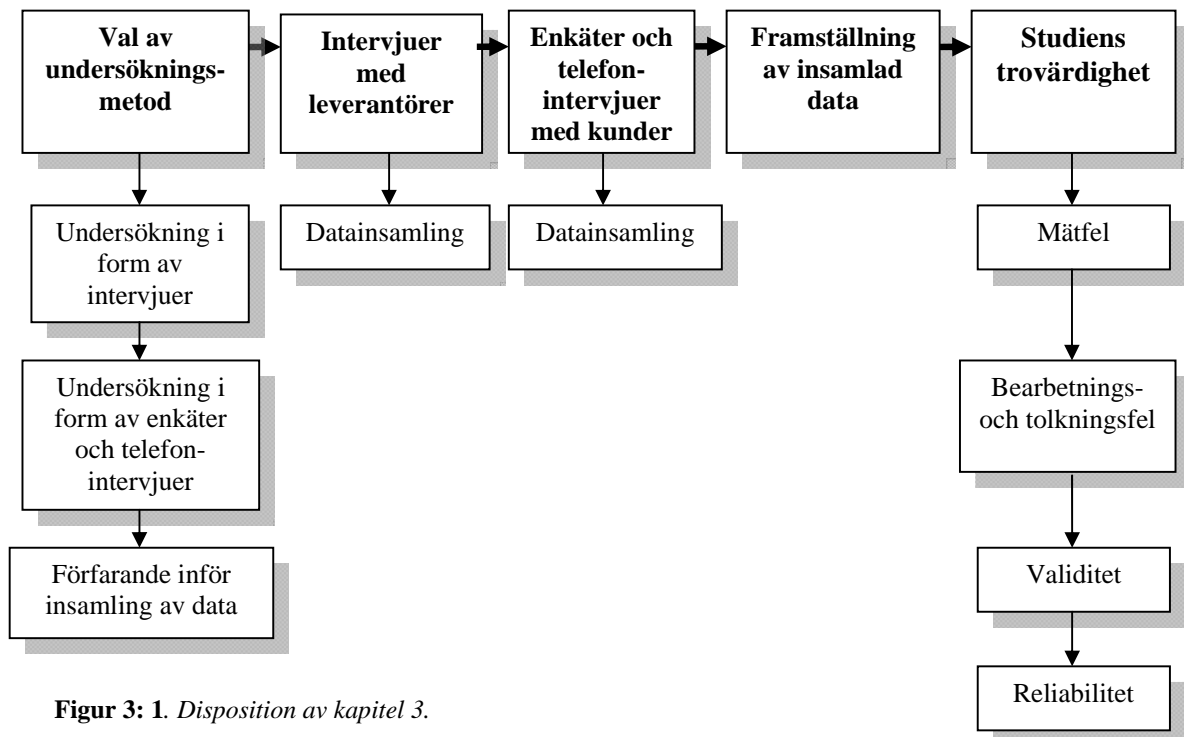 Val av
undersöknings-
metod
Intervjuer
med
leverantörer
Enkäter och
telefon-
intervjuer
med kunder
Framställning
av insamlad
data
Studiens
trovärdighet
Undersökning i
form av
intervjuer
Datainsamling
Datainsamling
Mätfel
Undersökning i
form av enkäter
och telefon-
intervjuer
Bearbetnings-
och tolkningsfel
Förfarande inför
insamling av data
Validitet
Reliabilitet
Figur 3: 1. Disposition av kapitel 3.